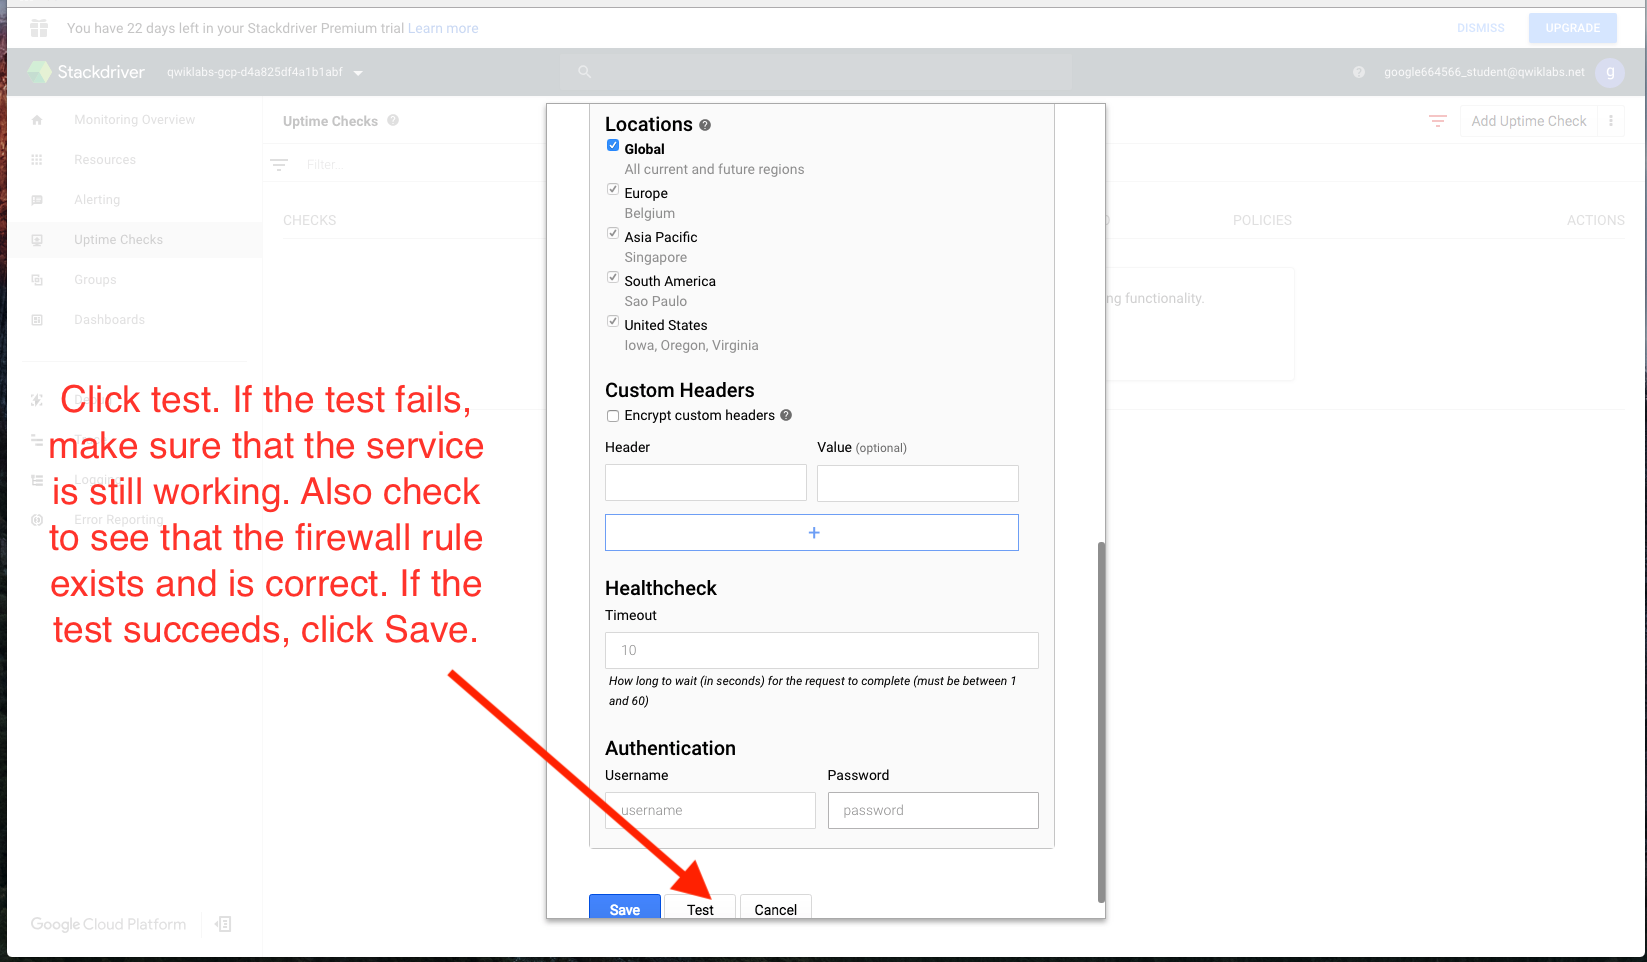 You have 22 days left in your Stackdriver Premium trial Learn more
DISMISS
UPGRADE
Stackdriver
qwiklabs-gcp-d4a825df4a1b1abf
google664566_student@qwiklabs.net
g
Monitoring Overview
Resources
Alerting
Uptime Checks
Groups
Dashboards
Logging
Error Reporting
Google Cloud Platform
Uptime Checks
Add Uptime Check
Filter...
CHECKS
POLICIES
ACTIONS
ng functionality.
Click test. If the test fails,
make sure that the service
is still working. Also check
to see that the firewall rule
exists and is correct. If the
test succeeds, click Save.
Locations
Global
All current and future regions
Europe
Belgium
Asia Pacific
Singapore
South America
Sao Paulo
United States
Iowa, Oregon, Virginia
Custom Headers
Encrypt custom headers
Header
Value (optional)
+
Healthcheck
Timeout
10
How long to wait (in seconds) for the request to complete (must be between 1
and 60)
Authentication
Username
Password
username
password
Save
Test
Cancel